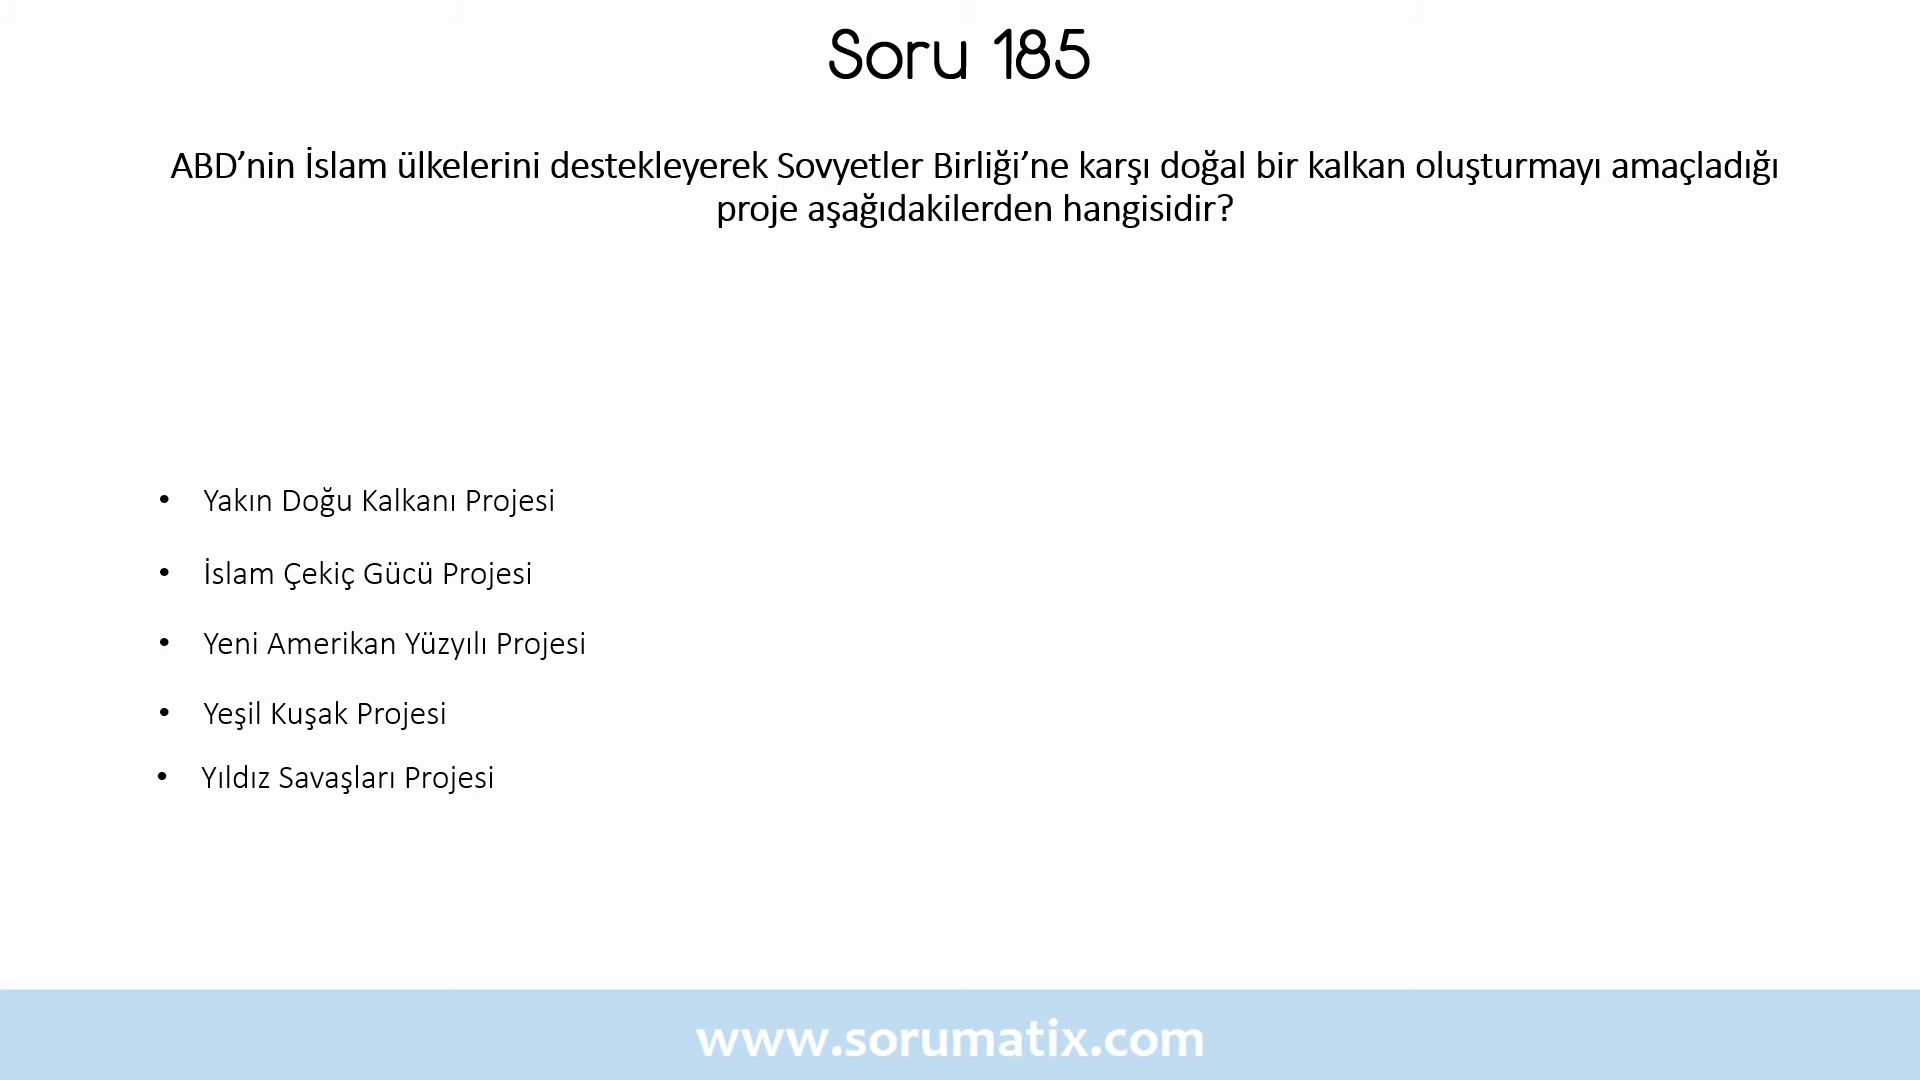 Soru 185
ABD’nin İslam ülkelerini destekleyerek Sovyetler Birliği’ne karşı doğal bir kalkan oluşturmayı amaçladığı
proje aşağıdakilerden hangisidir?
• Yakın Doğu Kalkanı Projesi
• İslam Çekiç Gücü Projesi
• Yeni Amerikan Yüzyılı Projesi
• Yeşil Kuşak Projesi
• Yıldız Savaşları Projesi
www.sorumatix.com